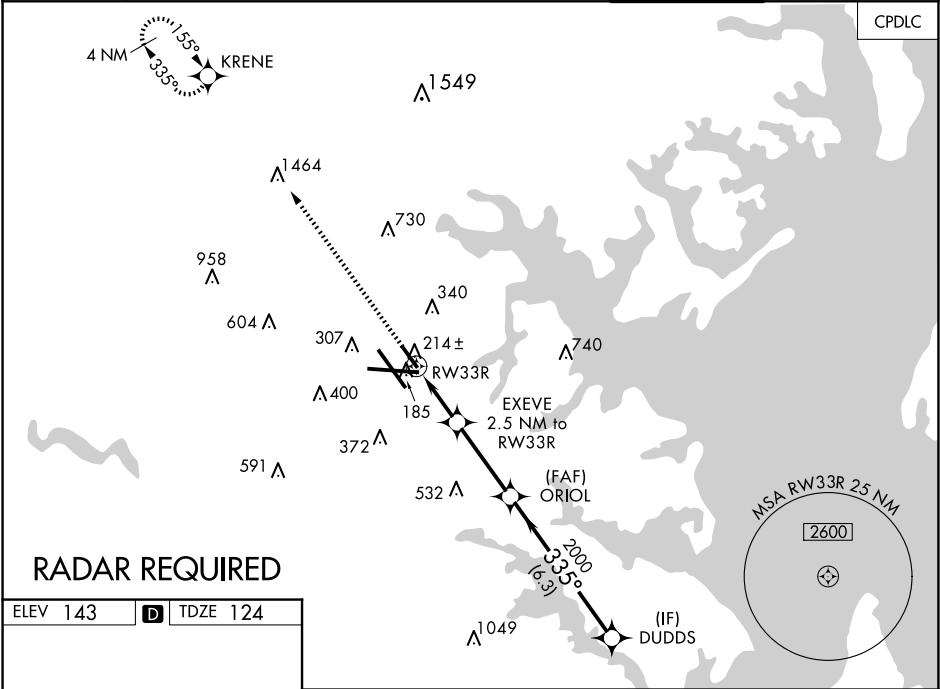 CPDLC
155°
4 NM
335°
KRENE
1549
1464
730
958
340
604
307
214±
740
RW33R
400
185
EXEVE
2.5 NM to
RW33R
372
591
532
(FAF)
ORIOL
MSA RW33R 25 NM
2600
2000
335°
(6.3)
RADAR REQUIRED
ELEV 143 D TDZE 124
1049
(IF)
DUDDS